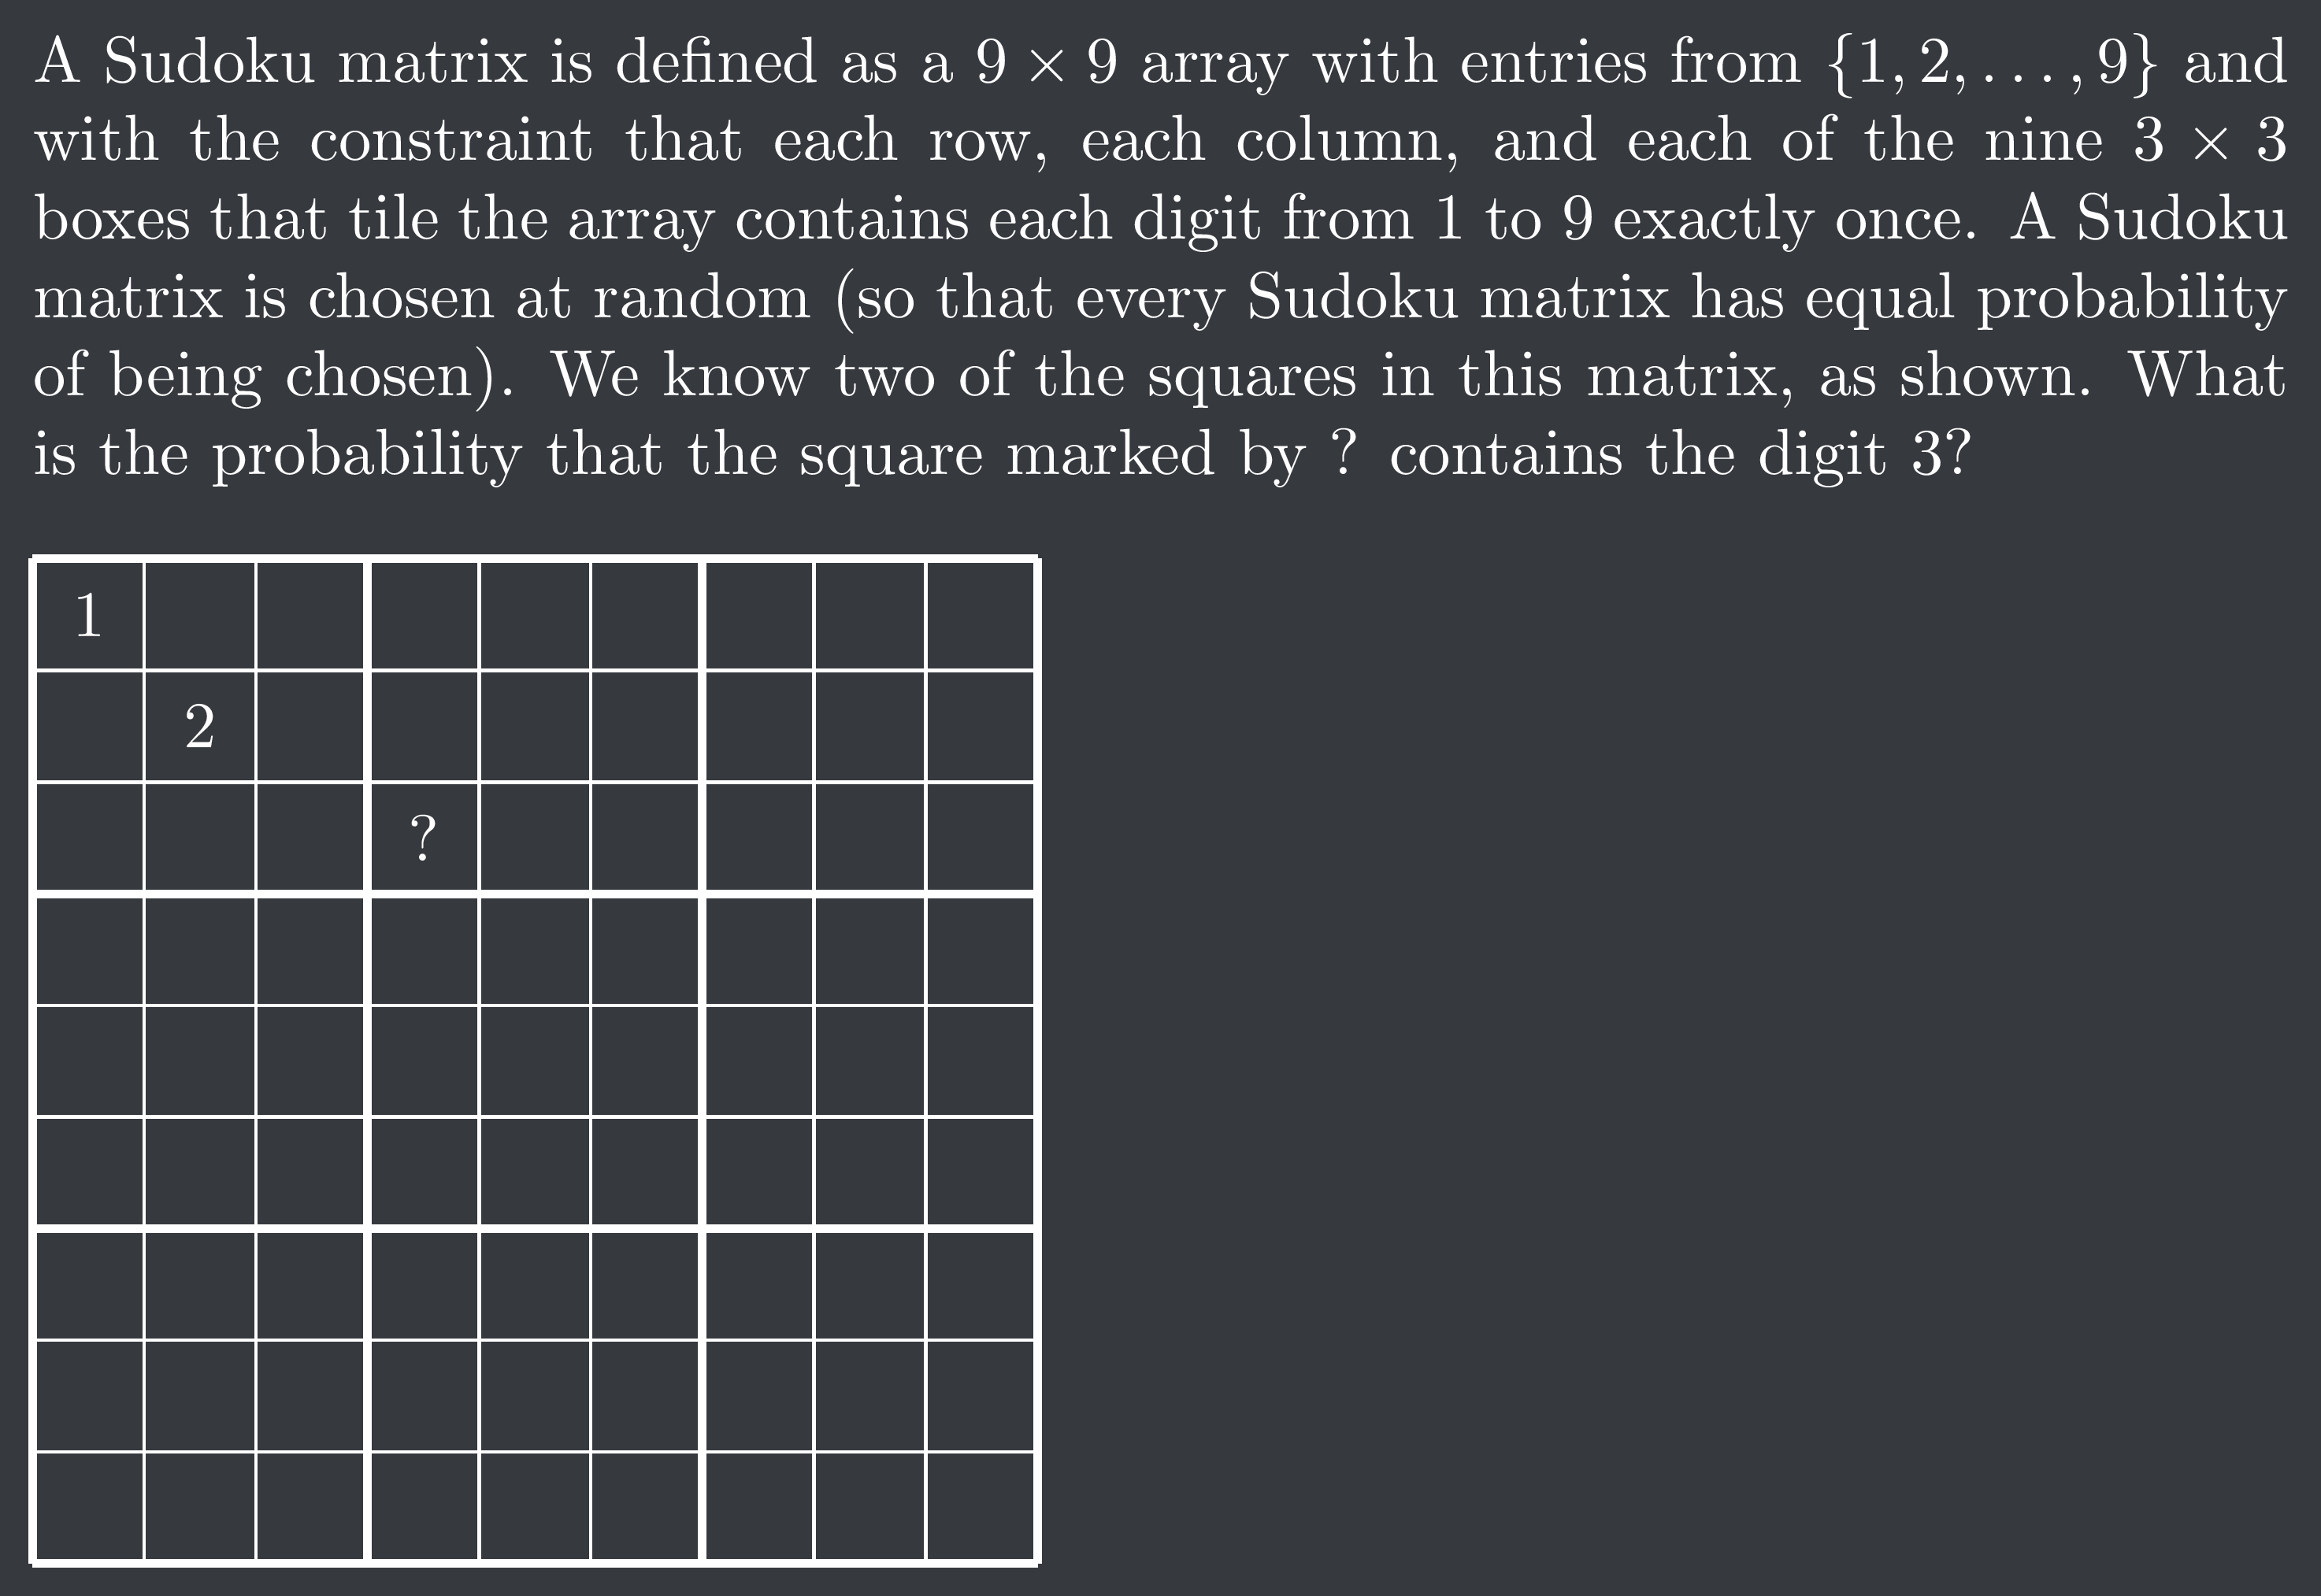 A Sudoku matrix is defined as a 9 × 9 array with entries from {1, 2, . . . , 9} and
with the constraint that each row, each column, and each of the nine 3 × 3
boxes that tile the array contains each digit from 1 to 9 exactly once. A Sudoku
matrix is chosen at random (so that every Sudoku matrix has equal probability
of being chosen). We know two of the squares in this matrix, as shown. What
is the probability that the square marked by ? contains the digit 3?
1
2
?